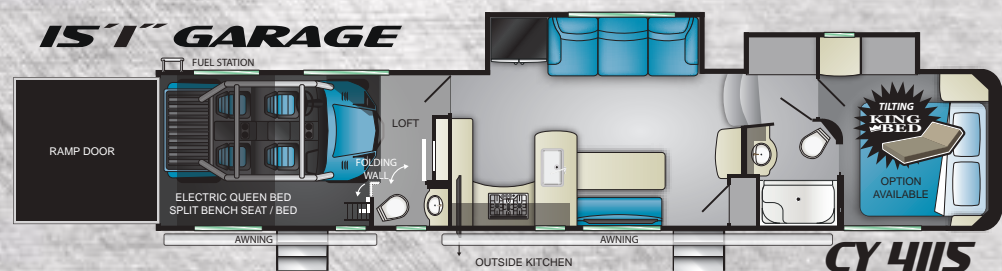 15'1" GARAGE
FUEL STATION
RAMP DOOR
LOFT
FOLDING
WALL
ELECTRIC QUEEN BED
SPLIT BENCH SEAT / BED
TILTING
KING
BED
OPTION
AVAILABLE
AWNING
AWNING
OUTSIDE KITCHEN
CY 4115